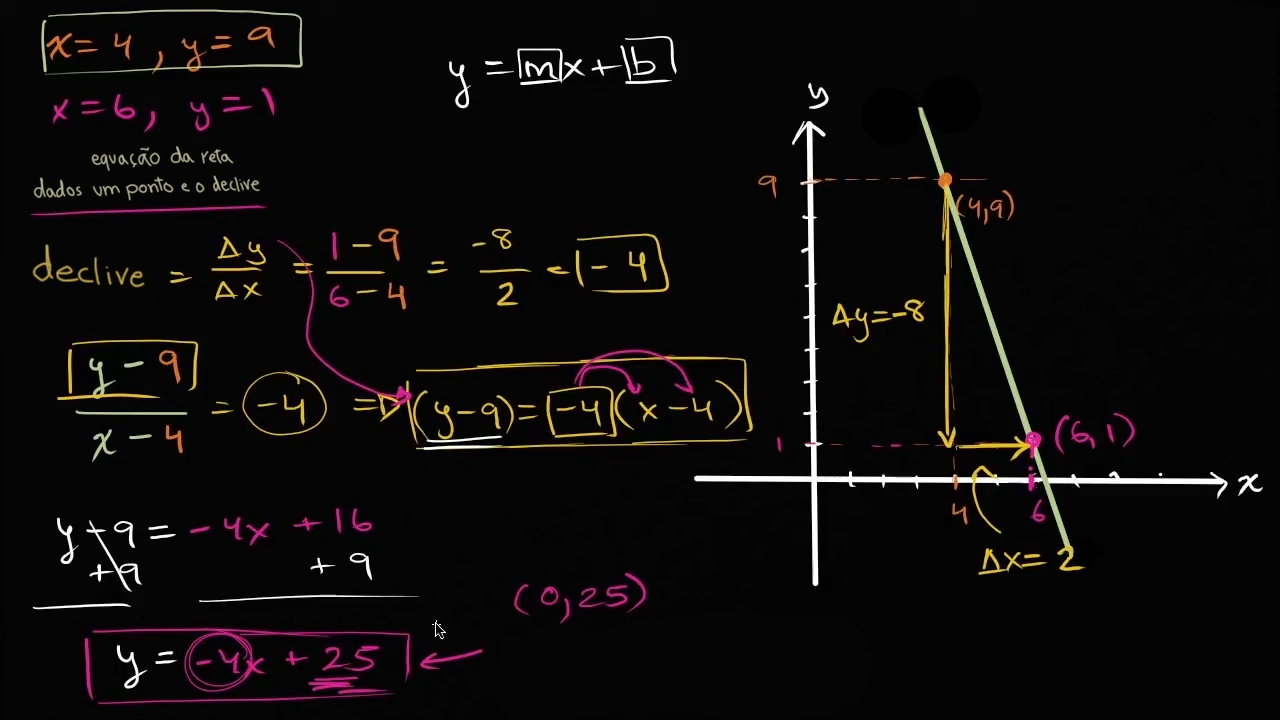 x = 4 , y = 9
x = 6, y = 1
y = mx + b
equação da reta
dados um ponto e o declive
declive = Δy/Δx = (1 - 9)/(6 - 4) = -8/2 = -4
(y - 9)/(x - 4) = -4 => (y - 9) = -4(x - 4)
y - 9 = -4x + 16
+9 + 9
y = -4x + 25
(0, 25)
y
9
(4,9)
Δy = -8
1
(6,1)
x
4
6
Δx = 2